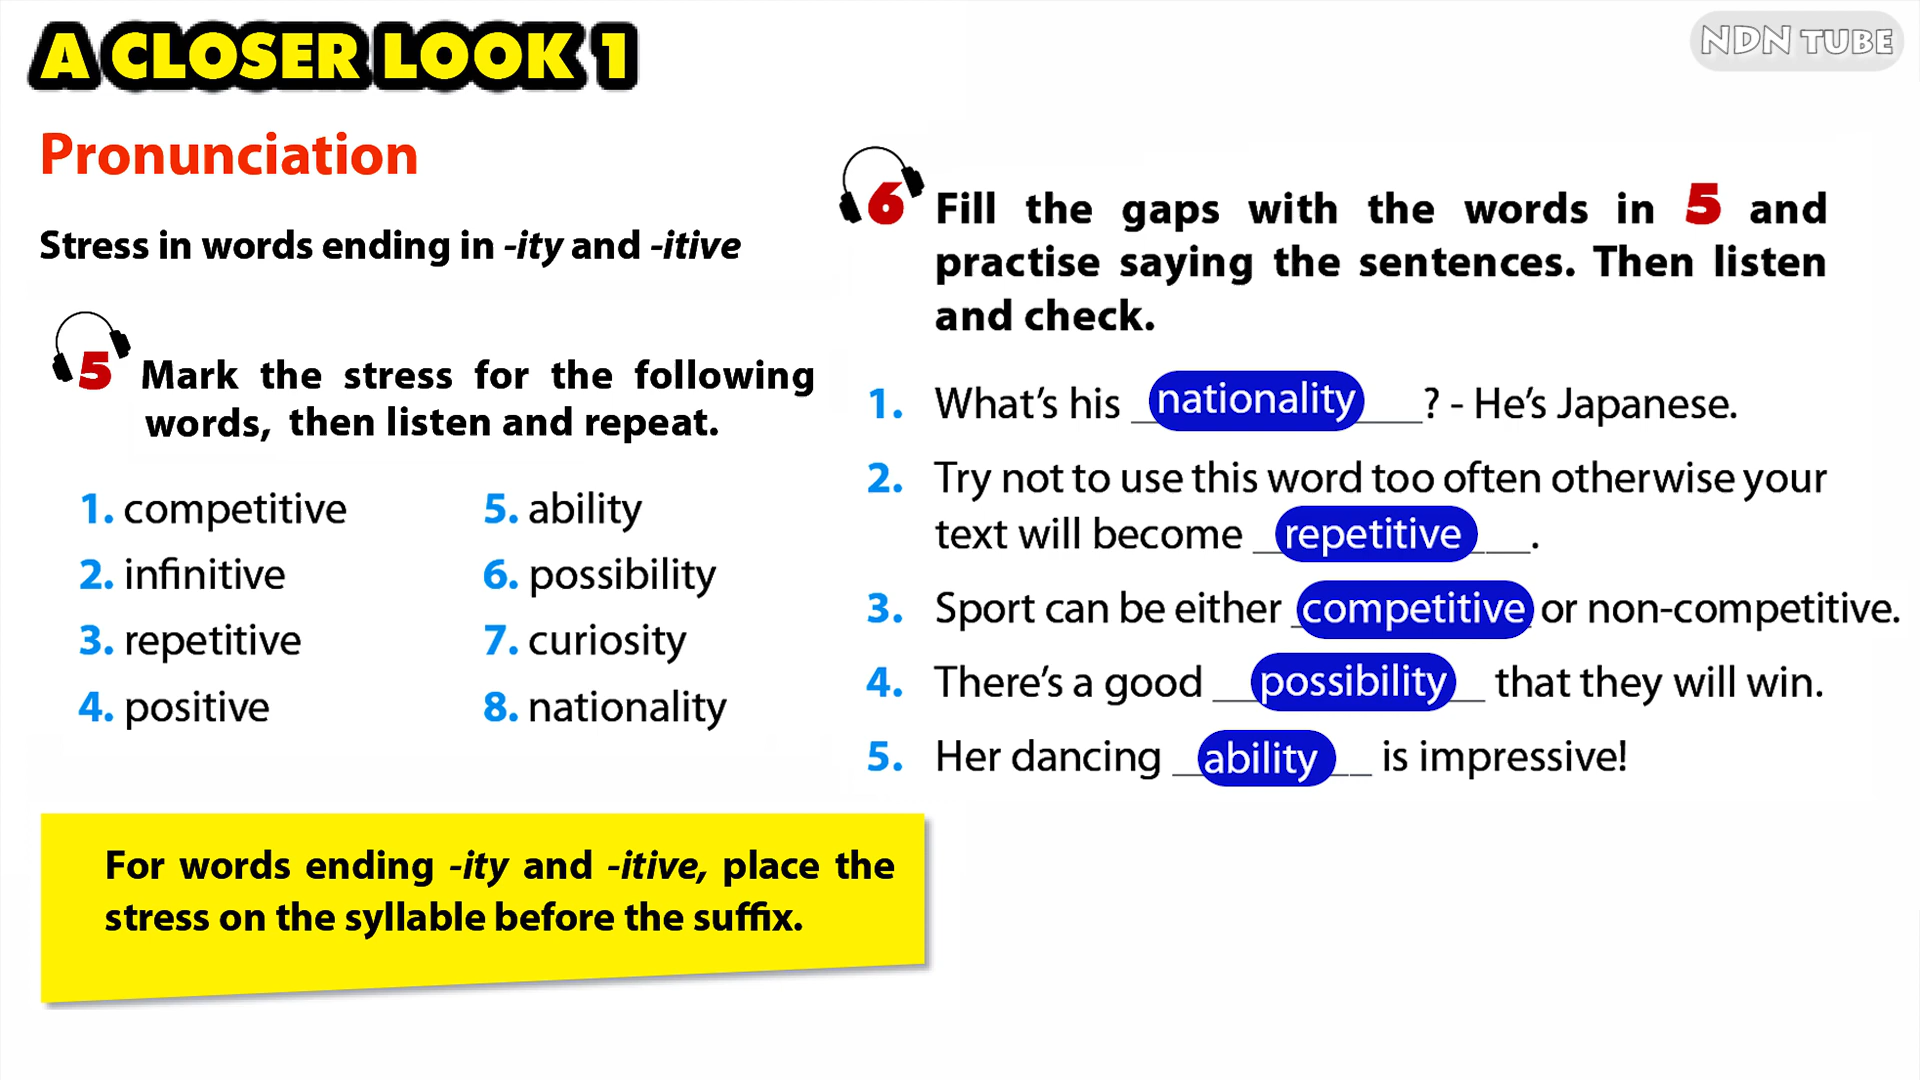 A CLOSER LOOK 1
NDN TUBE
Pronunciation
Stress in words ending in -ity and -itive
5 Mark the stress for the following
words, then listen and repeat.
1. competitive
2. infinitive
3. repetitive
4. positive
5. ability
6. possibility
7. curiosity
8. nationality
For words ending -ity and -itive, place the
stress on the syllable before the suffix.
6 Fill the gaps with the words in 5 and
practise saying the sentences. Then listen
and check.
1. What's his _nationality___? - He's Japanese.
2. Try not to use this word too often otherwise your
text will become _repetitive___.
3. Sport can be either _competitive or non-competitive.
4. There's a good __possibility__ that they will win.
5. Her dancing _ability__ is impressive!